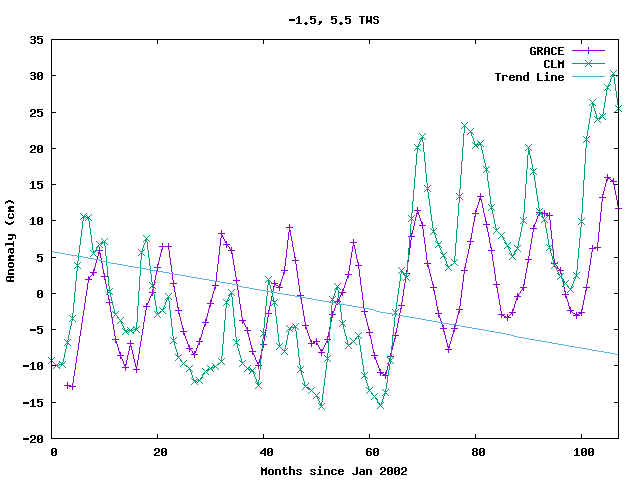 -1.5, 5.5 TWS
GRACE
CLM
Trend Line
35
30
25
20
15
10
5
0
-5
-10
-15
-20
Anomaly (cm)
0 20 40 60 80 100
Months since Jan 2002